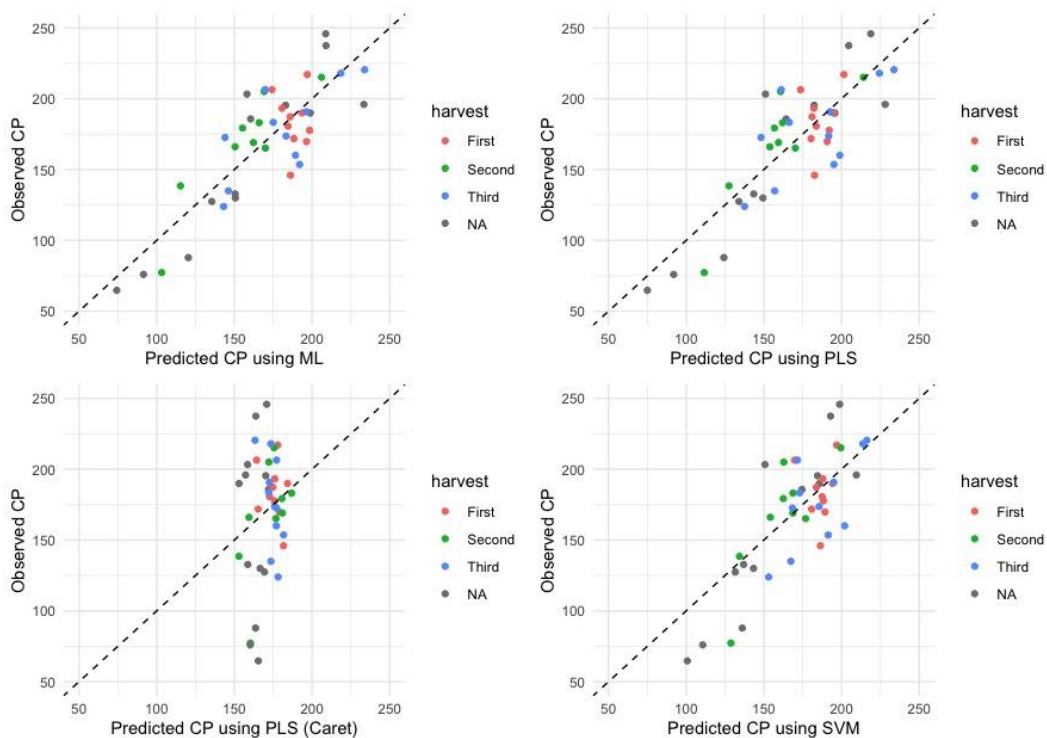 250
200
150
100
50
Observed CP
50 100 150 200 250
Predicted CP using ML
harvest
First
Second
Third
NA
250
200
150
100
50
Observed CP
50 100 150 200 250
Predicted CP using PLS
harvest
First
Second
Third
NA
250
200
150
100
50
Observed CP
50 100 150 200 250
Predicted CP using PLS (Caret)
harvest
First
Second
Third
NA
250
200
150
100
50
Observed CP
50 100 150 200 250
Predicted CP using SVM
harvest
First
Second
Third
NA